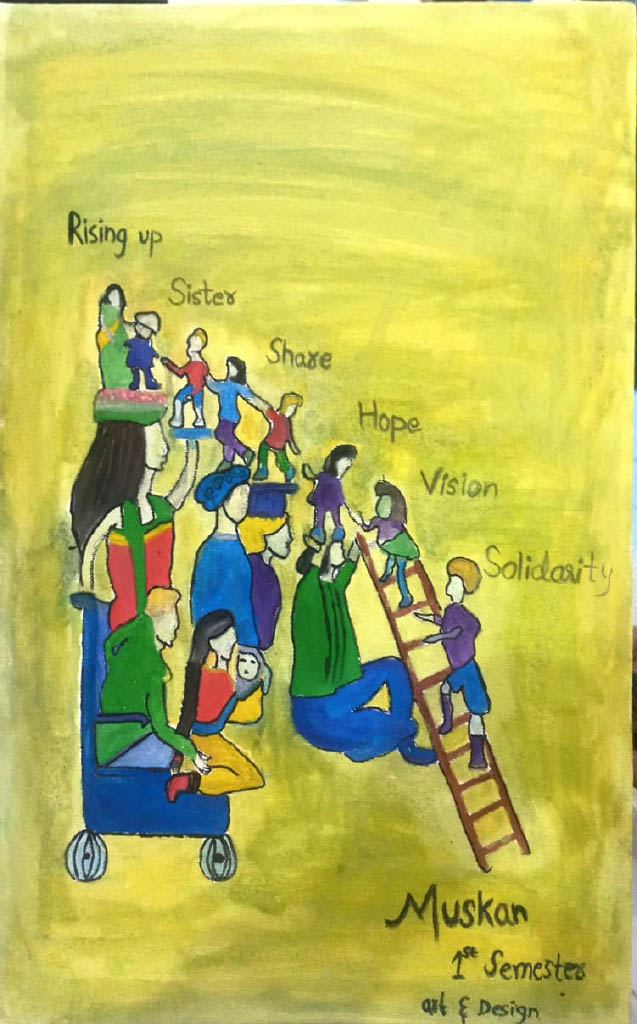 Rising up
Sister
Share
Hope
Vision
Solidarity
Muskan
1st Semester
art & Design